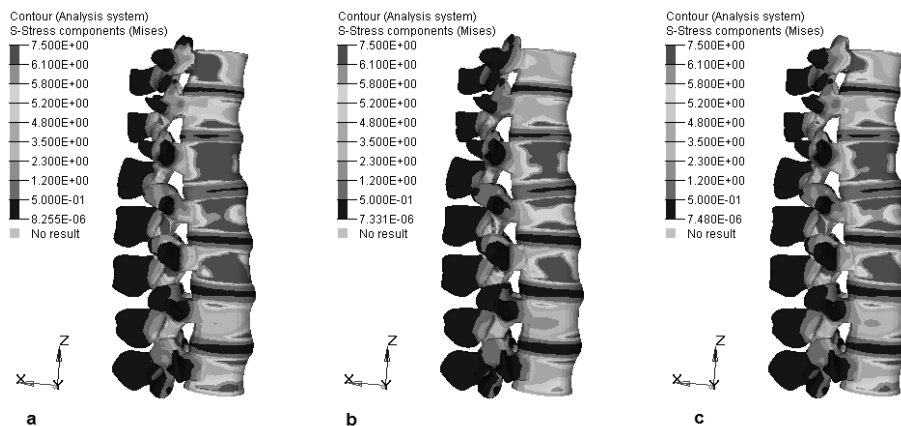 Contour (Analysis system)
S-Stress components (Mises)
7.500E+00
6.100E+00
5.800E+00
5.200E+00
4.800E+00
3.500E+00
2.300E+00
1.200E+00
5.000E-01
8.255E-06
No result
Z
X
Y
a
Contour (Analysis system)
S-Stress components (Mises)
7.500E+00
6.100E+00
5.800E+00
5.200E+00
4.800E+00
3.500E+00
2.300E+00
1.200E+00
5.000E-01
7.331E-06
No result
Z
X
Y
b
Contour (Analysis system)
S-Stress components (Mises)
7.500E+00
6.100E+00
5.800E+00
5.200E+00
4.800E+00
3.500E+00
2.300E+00
1.200E+00
5.000E-01
7.480E-06
No result
Z
X
Y
c